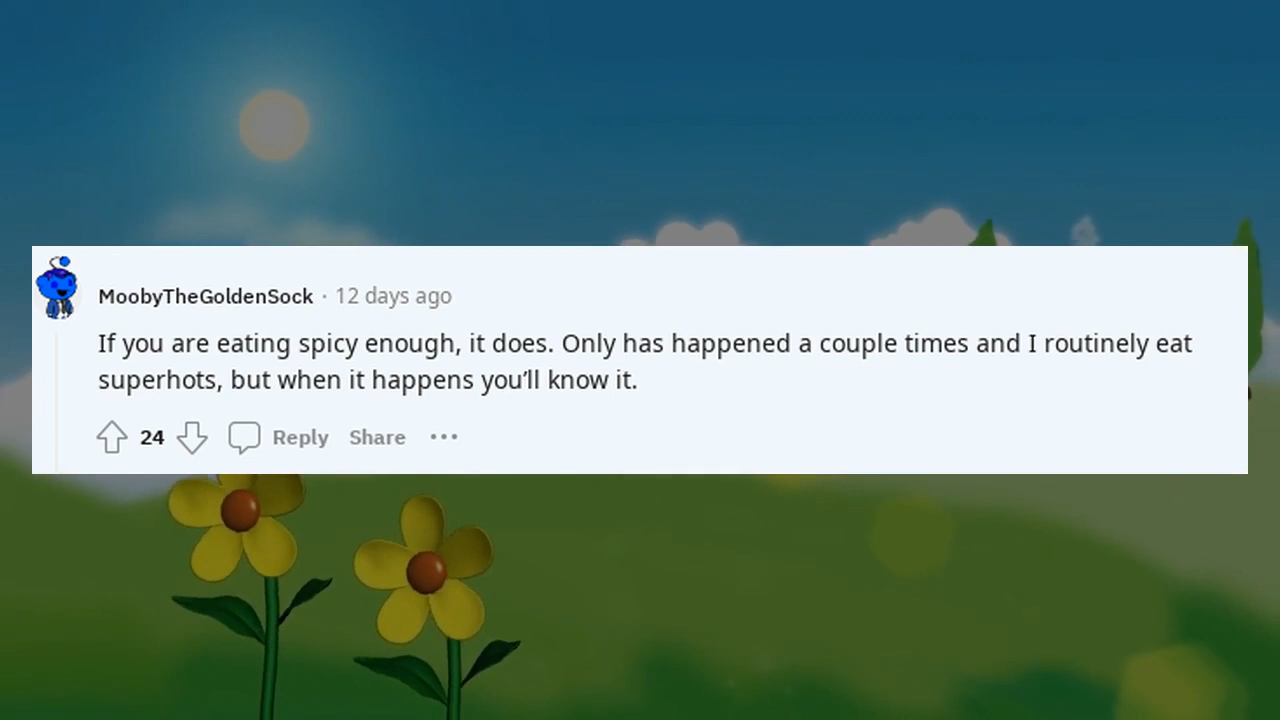 MoobyTheGoldenSock · 12 days ago
If you are eating spicy enough, it does. Only has happened a couple times and I routinely eat
superhots, but when it happens you’ll know it.
24 Reply Share •••